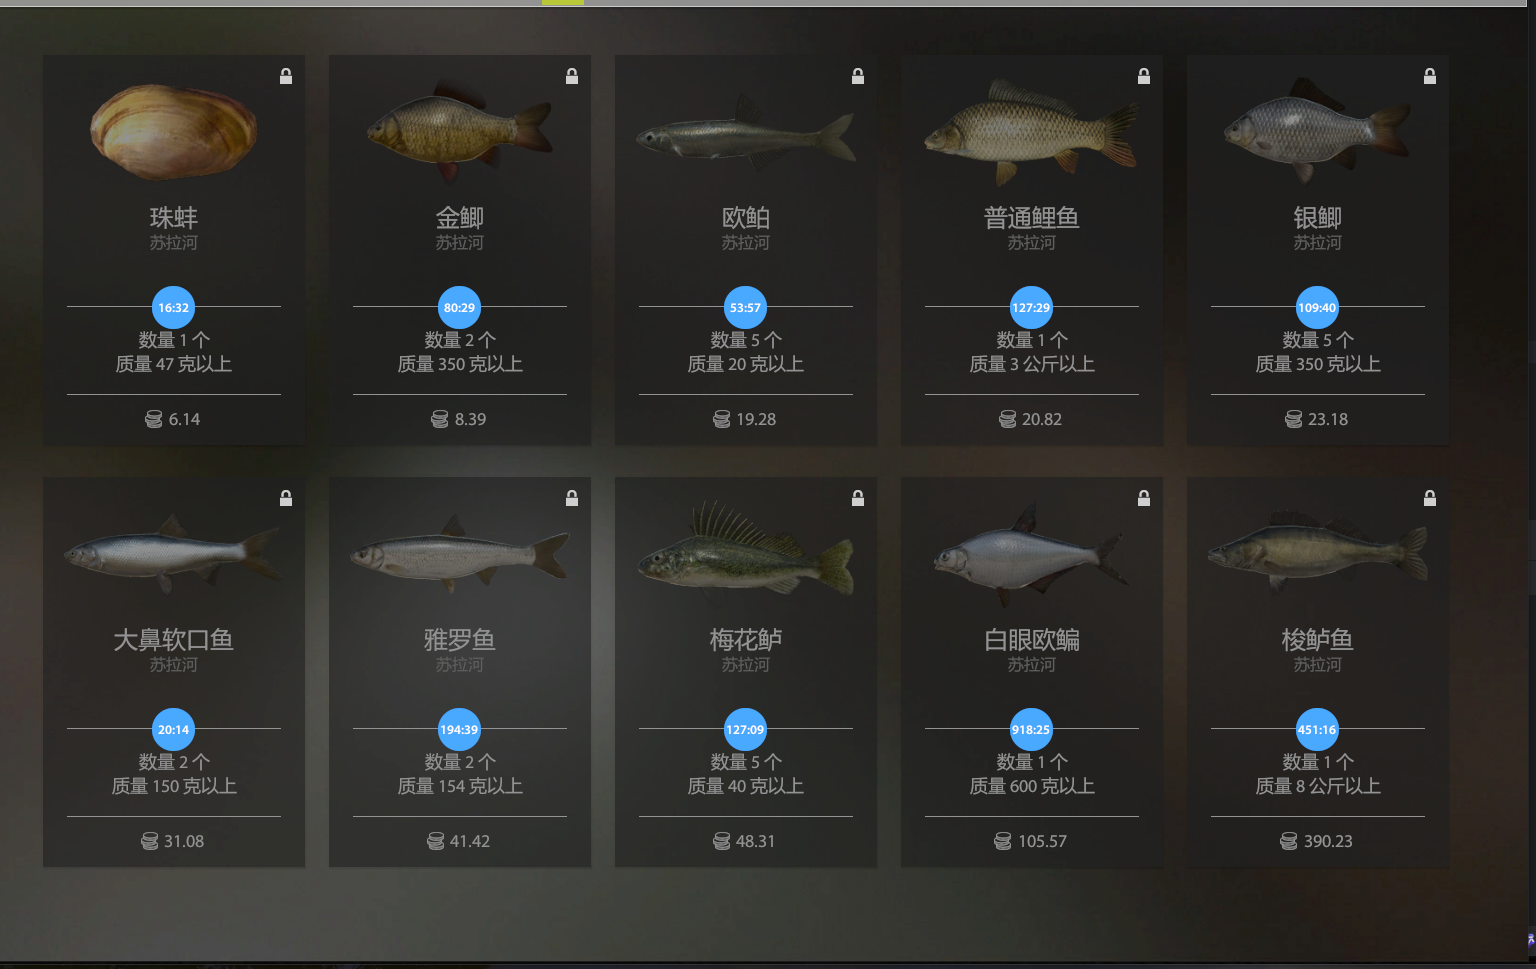 珠蚌
苏拉河
16:32
数量 1 个
质量 47 克以上
6.14
金鲫
苏拉河
80:29
数量 2 个
质量 350 克以上
8.39
欧鲌
苏拉河
53:57
数量 5 个
质量 20 克以上
19.28
普通鲤鱼
苏拉河
127:29
数量 1 个
质量 3 公斤以上
20.82
银鲫
苏拉河
109:40
数量 5 个
质量 350 克以上
23.18
大鼻软口鱼
苏拉河
20:14
数量 2 个
质量 150 克以上
31.08
雅罗鱼
苏拉河
194:39
数量 2 个
质量 154 克以上
41.42
梅花鲈
苏拉河
127:09
数量 5 个
质量 40 克以上
48.31
白眼欧鳊
苏拉河
918:25
数量 1 个
质量 600 克以上
105.57
梭鲈鱼
苏拉河
451:16
数量 1 个
质量 8 公斤以上
390.23